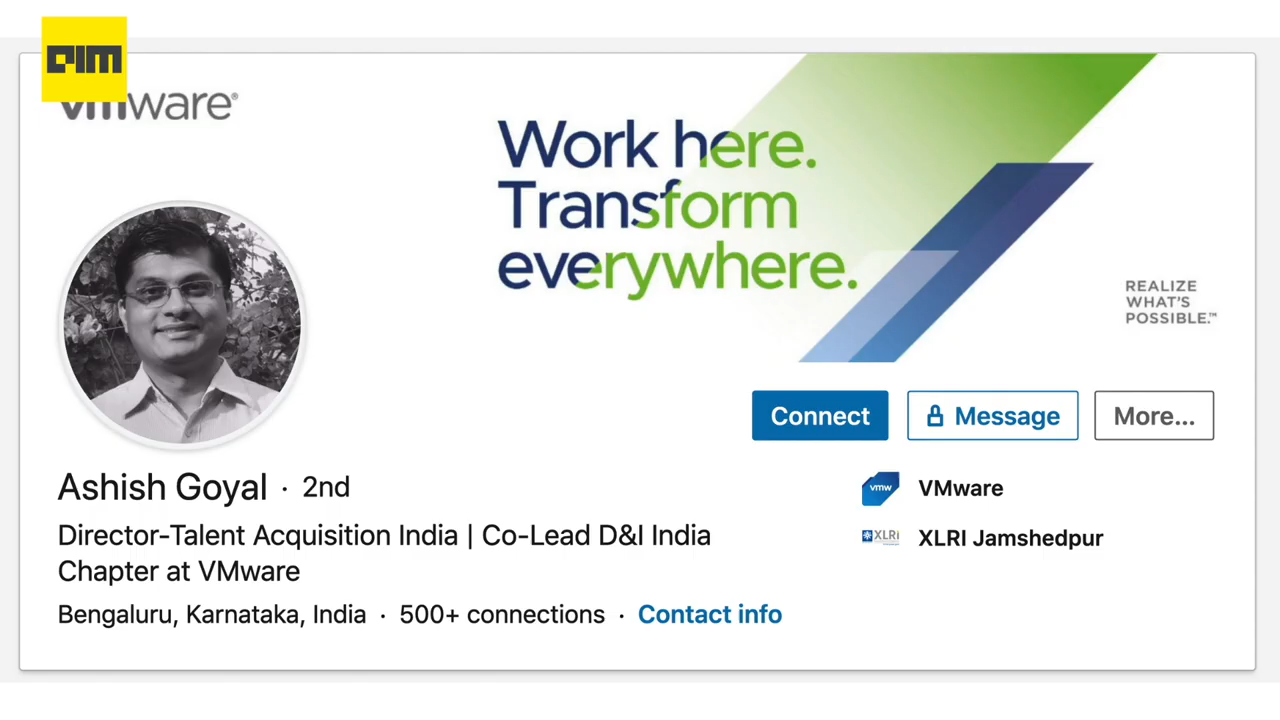 AIM
vmware®
Work here.
Transform
everywhere.
REALIZE
WHAT'S
POSSIBLE.™
Connect
Message
More...
Ashish Goyal · 2nd
vmw VMware
Director-Talent Acquisition India | Co-Lead D&I India
Chapter at VMware
XLRI XLRI Jamshedpur
Bengaluru, Karnataka, India · 500+ connections · Contact info